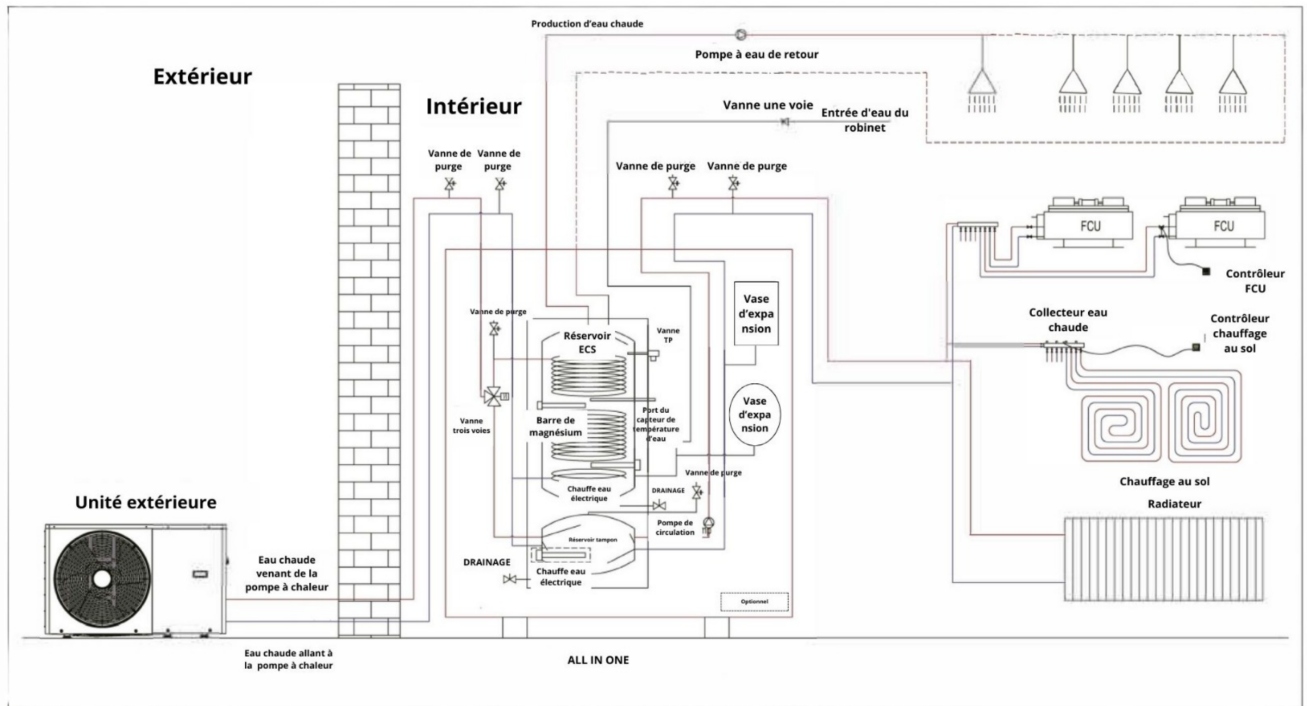 Production d'eau chaude
Pompe à eau de retour
Extérieur
Intérieur
Vanne une voie
Entrée d'eau du
robinet
Vanne de
purge
Vanne de
purge
Vanne de purge
Vanne de purge
FCU
FCU
Contrôleur
FCU
Vanne de purge
Réservoir
ECS
Vanne
TP
Vase
d'expa
nsion
Collecteur eau
chaude
Contrôleur
chauffage
au sol
Vanne
trois voies
Barre de
magnésium
Port du
capteur de
température
d'eau
Vase
d'expa
nsion
Vanne de purge
Chauffe eau
électrique
DRAINAGE
Chauffage au sol
Radiateur
Unité extérieure
Pompe de
circulation
Réservoir tampon
Eau chaude
venant de la
pompe à chaleur
DRAINAGE
Chauffe eau
électrique
Optionnel
Eau chaude allant à
la pompe à chaleur
ALL IN ONE